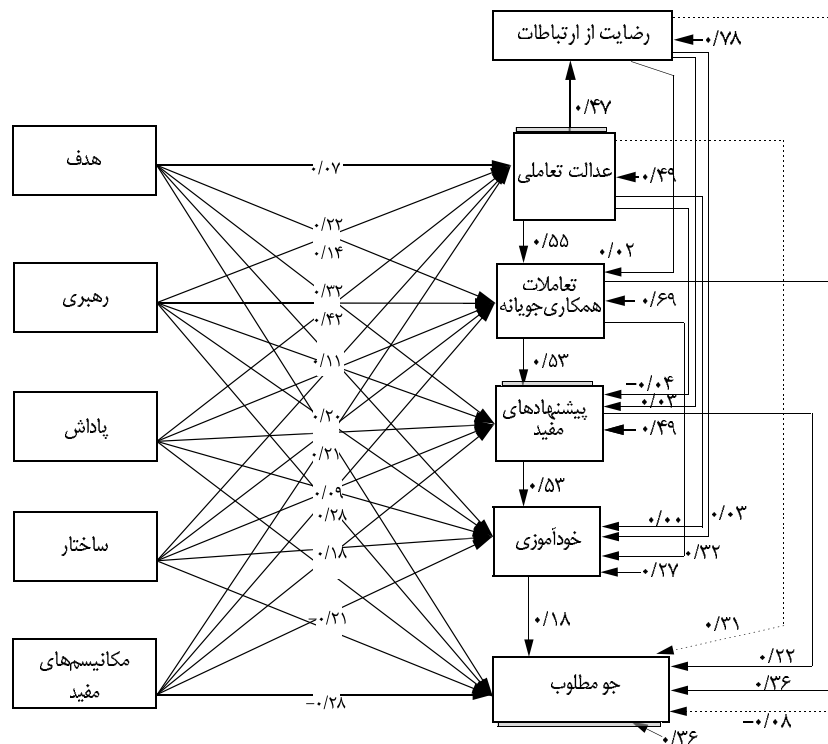 رضایت از ارتباطات
۰/۷۸
۰/۴۷
هدف
عدالت تعاملی
۰/۰۷
۰/۴۹
۰/۲۲
۰/۵۵
۰/۰۲
۰/۱۴
رهبری
تعاملات
همکاری‌جویانه
۰/۳۲
۰/۶۹
۰/۴۲
۰/۱۱
۰/۵۳
-۰/۰۴
۰/۰۳
پاداش
پیشنهادهای
مفید
۰/۲۰
۰/۴۹
۰/۲۱
۰/۵۳
۰/۰۹
۰/۲۸
۰/۰۰
۰/۰۳
ساختار
خودآموزی
۰/۱۸
۰/۳۲
۰/۲۷
-۰/۲۱
۰/۱۸
۰/۳۱
مکانیسم‌های
مفید
۰/۲۲
جو مطلوب
۰/۳۶
-۰/۲۸
-۰/۰۸
۰/۳۶